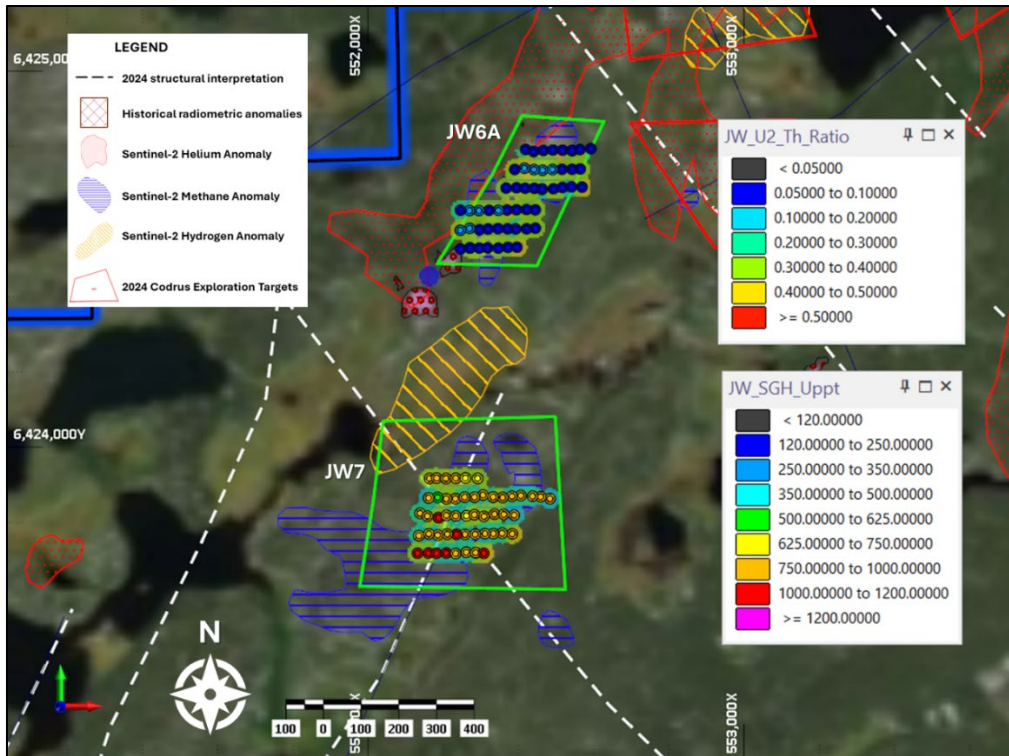 552,000X
553,000X
6,425,000
LEGEND
2024 structural interpretation
Historical radiometric anomalies
Sentinel-2 Helium Anomaly
Sentinel-2 Methane Anomaly
Sentinel-2 Hydrogen Anomaly
2024 Codrus Exploration Targets
JW6A
JW_U2_Th_Ratio
< 0.05000
0.05000 to 0.10000
0.10000 to 0.20000
0.20000 to 0.30000
0.30000 to 0.40000
0.40000 to 0.50000
>= 0.50000
6,424,000Y
JW7
JW_SGH_Uppt
< 120.00000
120.00000 to 250.00000
250.00000 to 350.00000
350.00000 to 500.00000
500.00000 to 625.00000
625.00000 to 750.00000
750.00000 to 1000.00000
1000.00000 to 1200.00000
>= 1200.00000
N
100 0 100 200 300 400
553,000X